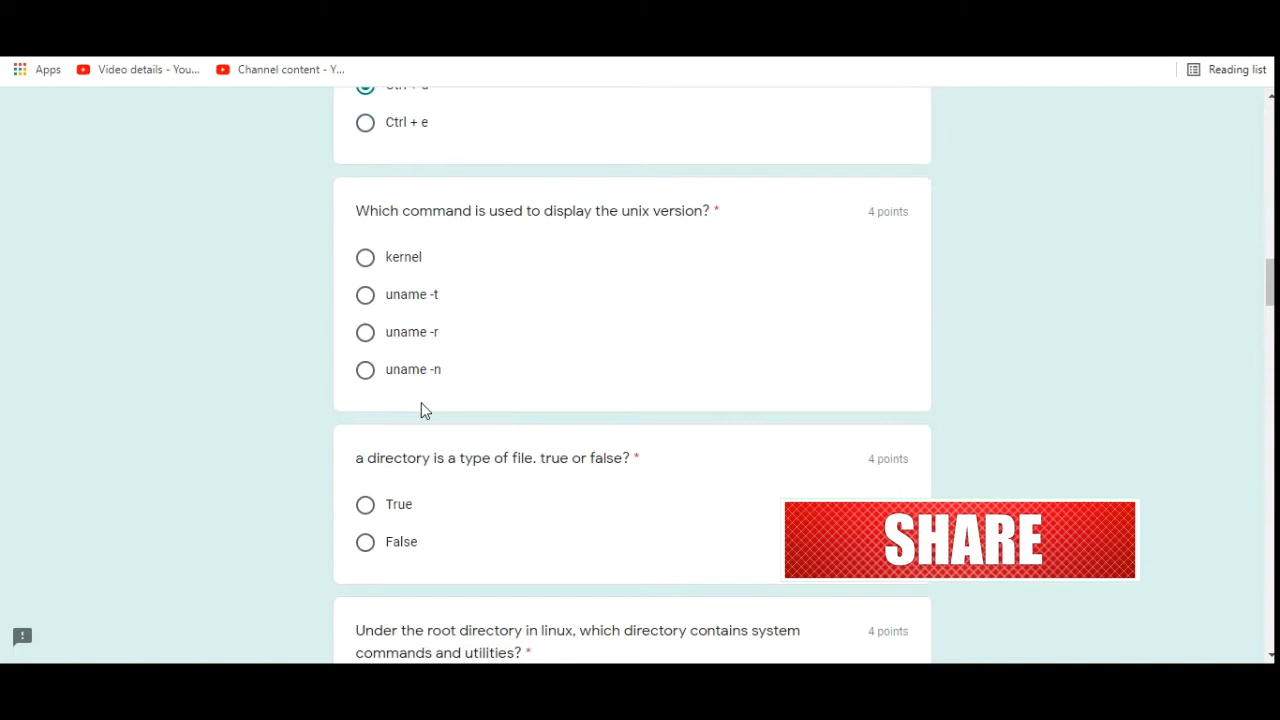 Apps Video details - You... Channel content - Y... Reading list
Ctrl + e
Which command is used to display the unix version? * 4 points
kernel
uname -t
uname -r
uname -n
a directory is a type of file. true or false? * 4 points
True
False
SHARE
Under the root directory in linux, which directory contains system 4 points
commands and utilities? *